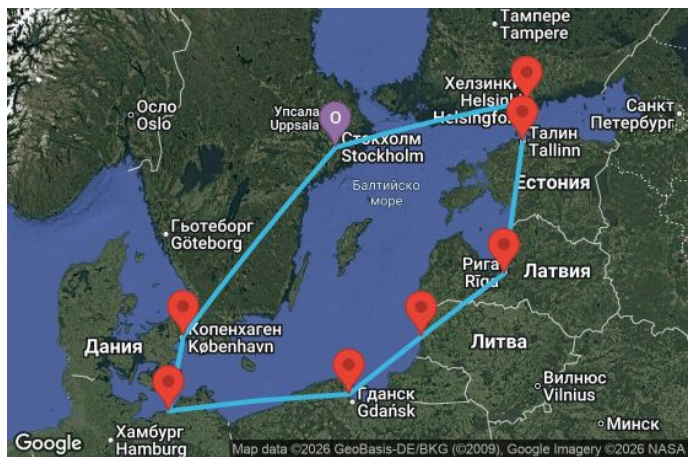 Тампере
Tampere
Осло
Oslo
Хелзинки
Helsinki
Helsingfo
Санкт
Петербург
Упсала
Uppsala
O
Стокхолм
Stockholm
Талин
Tallinn
Балтийско
море
ЕСТОНИЯ
Гьотеборг
Göteborg
Рига
Rīga
ЛАТВИЯ
Дания
Копенхаген
København
ЛИТВА
Гданск
Gdańsk
Вилнюс
Vilnius
Минск
Хамбург
Hamburg
Google
Map data ©2026 GeoBasis-DE/BKG (©2009), Google Imagery ©2026 NASA